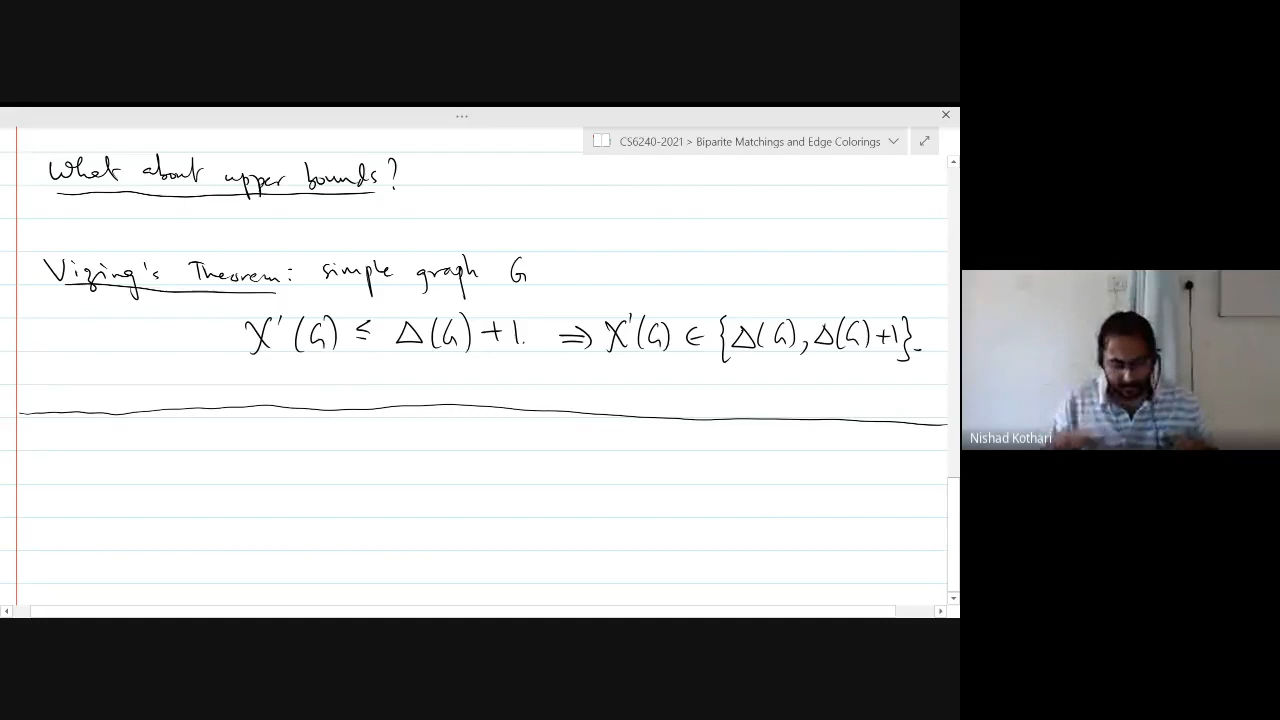 CS6240-2021 > Biparite Matchings and Edge Colorings
What about upper bounds?
Vizing's Theorem: simple graph G
χ'(G) ≤ Δ(G) + 1. ⇒ χ'(G) ∈ {Δ(G), Δ(G)+1}.
Nishad Kothari